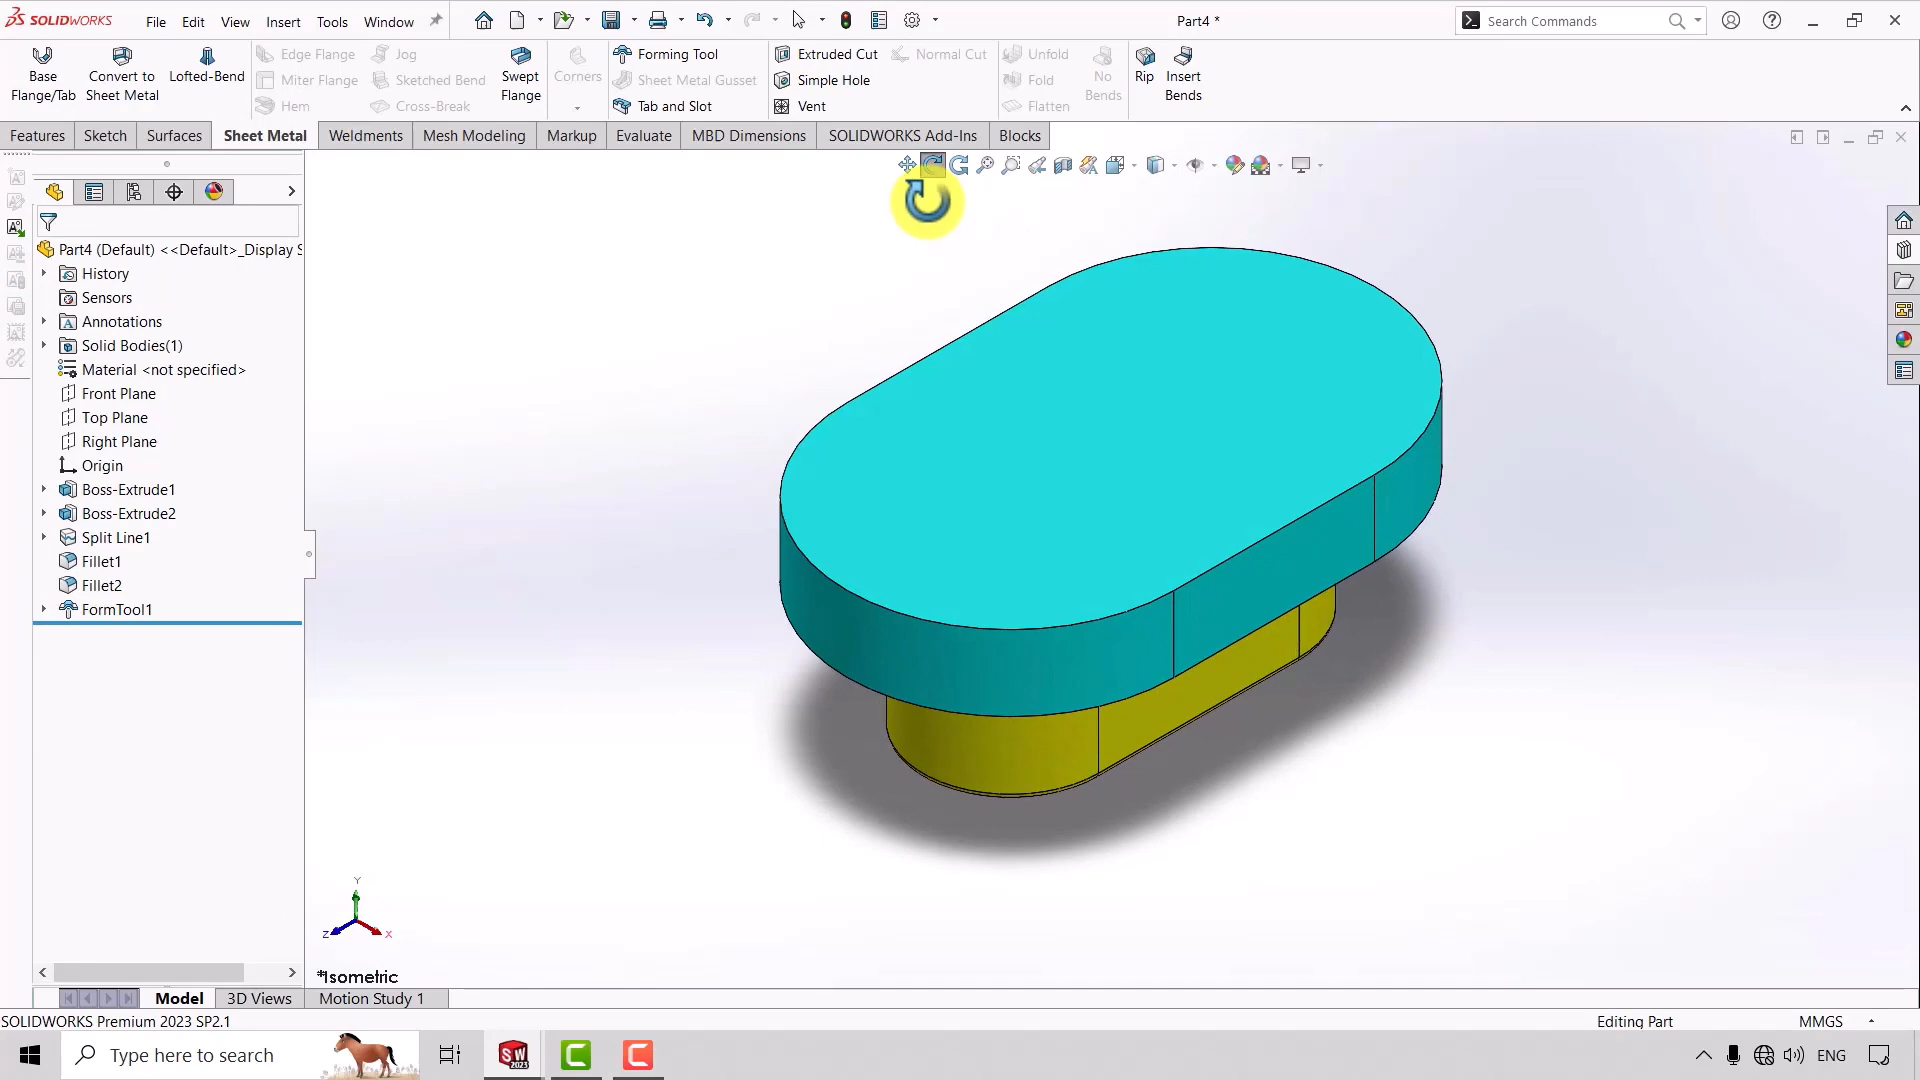 SOLIDWORKS File Edit View Insert Tools Window Part4 * Search Commands
Base Flange/Tab
Convert to Sheet Metal
Lofted-Bend
Edge Flange
Miter Flange
Hem
Jog
Sketched Bend
Cross-Break
Swept Flange
Corners
Forming Tool
Sheet Metal Gusset
Tab and Slot
Extruded Cut
Simple Hole
Vent
Normal Cut
Unfold
Fold
Flatten
No Bends
Rip
Insert Bends
Features Sketch Surfaces Sheet Metal Weldments Mesh Modeling Markup Evaluate MBD Dimensions SOLIDWORKS Add-Ins Blocks
Part4 (Default) <<Default>_Display S
History
Sensors
Annotations
Solid Bodies(1)
Material <not specified>
Front Plane
Top Plane
Right Plane
Origin
Boss-Extrude1
Boss-Extrude2
Split Line1
Fillet1
Fillet2
FormTool1
Y
Z X
*Isometric
Model 3D Views Motion Study 1
SOLIDWORKS Premium 2023 SP2.1 Editing Part MMGS
Type here to search SW 2023 ENG